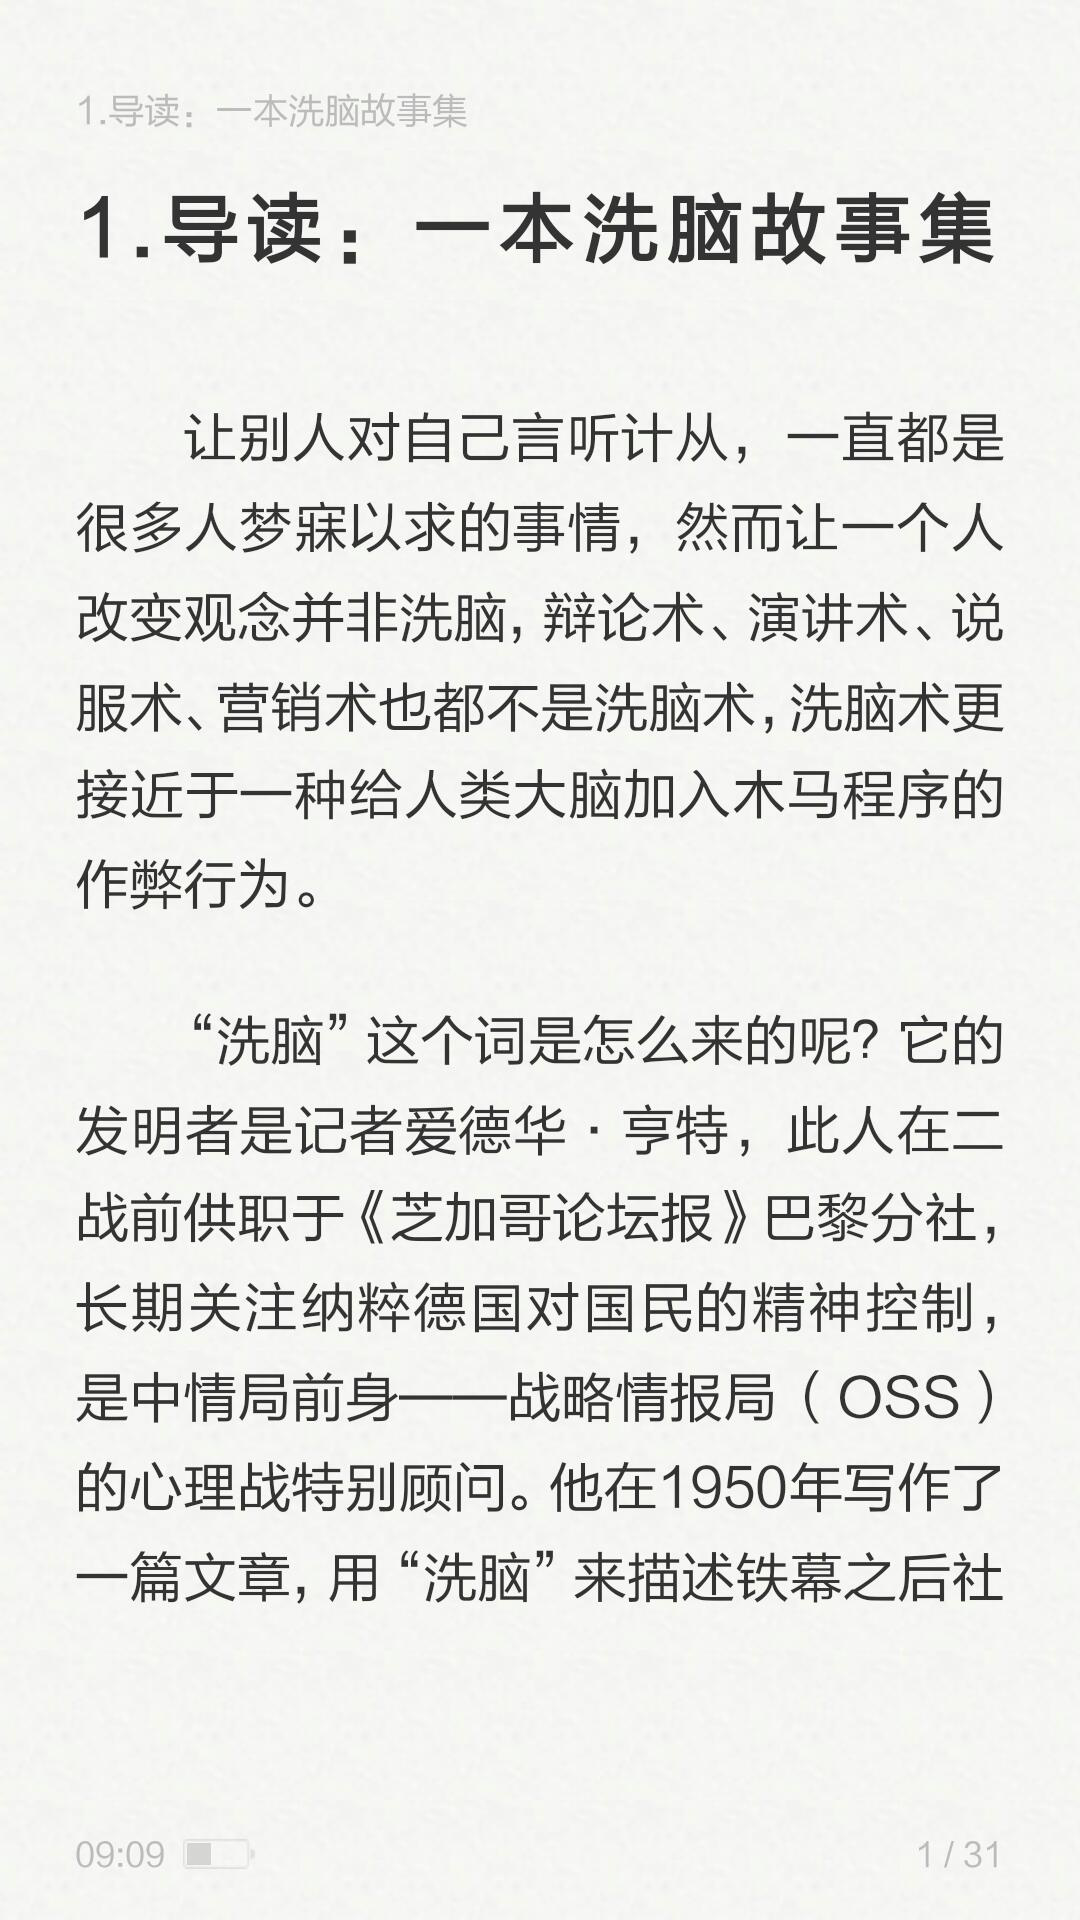 1.导读：一本洗脑故事集
1.导读：一本洗脑故事集
让别人对自己言听计从，一直都是
很多人梦寐以求的事情，然而让一个人
改变观念并非洗脑，辩论术、演讲术、说
服术、营销术也都不是洗脑术，洗脑术更
接近于一种给人类大脑加入木马程序的
作弊行为。
“洗脑”这个词是怎么来的呢？它的
发明者是记者爱德华·亨特，此人在二
战前供职于《芝加哥论坛报》巴黎分社，
长期关注纳粹德国对国民的精神控制，
是中情局前身——战略情报局（OSS）
的心理战特别顾问。他在1950年写作了
一篇文章，用“洗脑”来描述铁幕之后社
09:09 1 / 31